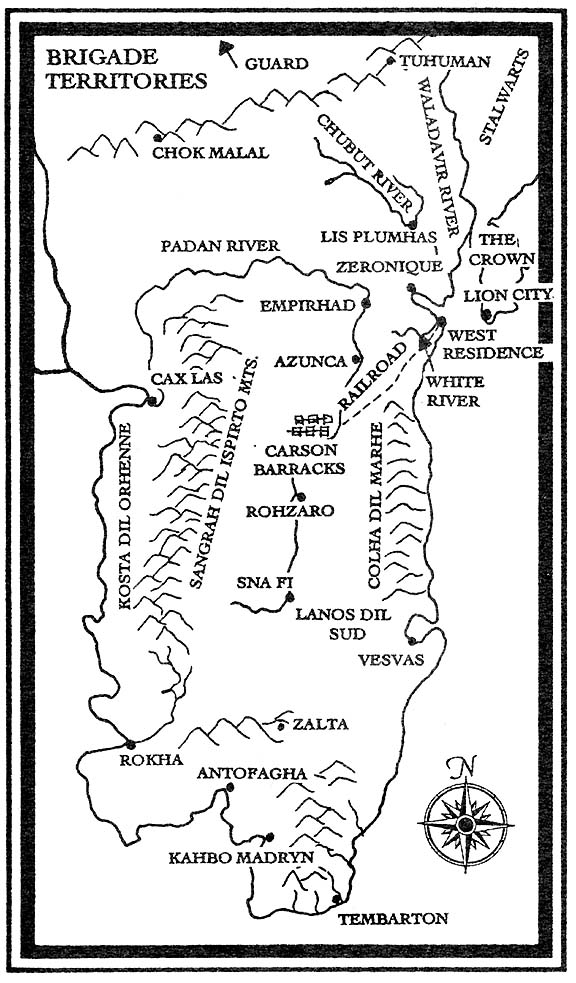 BRIGADE
TERRITORIES
GUARD
TUHUMAN
STALWARTS
WALADAVIR RIVER
CHUBUT RIVER
CHOK MALAL
LIS PLUMHAS
THE
CROWN
PADAN RIVER
ZERONIQUE
LION CITY
EMPIRHAD
WEST
RESIDENCE
RAILROAD
AZUNCA
WHITE
RIVER
CAX LAS
SANGRAH DIL ISPIRTO MTS.
KOSTA DIL ORHENNE
CARSON
BARRACKS
COLHA DIL MARHE
ROHZARO
SNA FI
LANOS DIL
SUD
VESVAS
ZALTA
ROKHA
ANTOFAGHA
N
KAHBO MADRYN
TEMBARTON